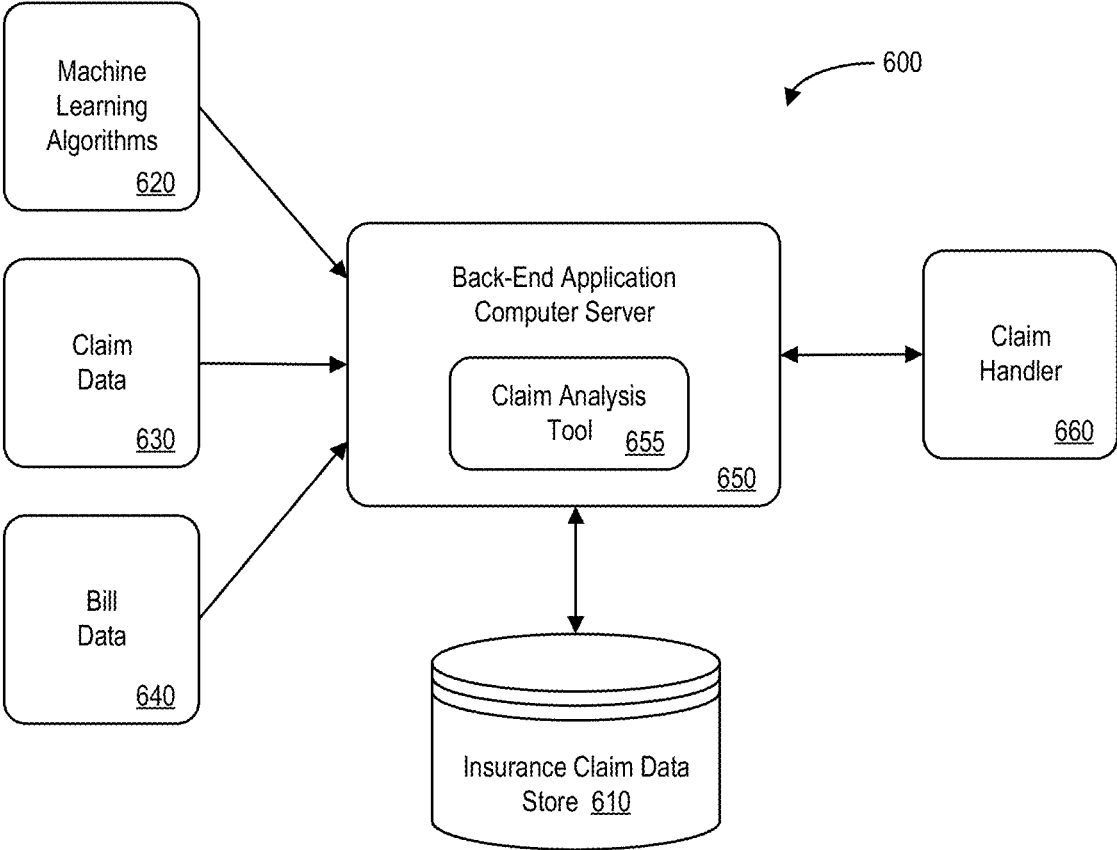 Machine
Learning
Algorithms
620
600
Claim
Data
630
Back-End Application
Computer Server
Claim Analysis
Tool 655
650
Claim
Handler
660
Bill
Data
640
Insurance Claim Data
Store 610